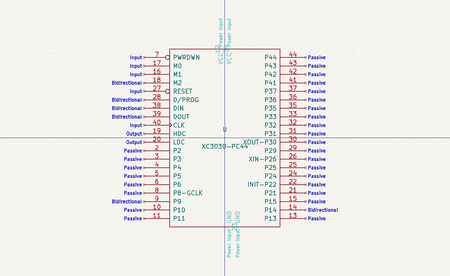 Power input Power input
VCC VCC
Input 7 PWRDWN P44 44 Passive
Input 17 M0 P43 43 Passive
Input 16 M1 P42 42 Passive
Bidirectional 18 M2 P41 41 Passive
Input 27 RESET P37 37 Passive
Bidirectional 28 D/PROG P36 36 Passive
Bidirectional 38 DIN P35 35 Passive
Bidirectional 39 DOUT P33 33 Passive
Input 40 CLK P32 32 Passive
Output 19 HDC P31 31 Passive
U
Output 20 LDC XOUT-P30 30 Passive
XC3030-PC44
Passive 2 P2 P29 29 Passive
Passive 3 P3 XIN-P26 26 Passive
Passive 4 P4 P25 25 Passive
Passive 5 P5 P24 24 Passive
Passive 6 P6 INIT-P22 22 Passive
Passive 8 P8-GCLK P21 21 Passive
Bidirectional 9 P9 P15 15 Passive
Passive 10 P10 P14 14 Bidirectional
Passive 11 P11 P13 13 Passive
GND GND
Power input Power input